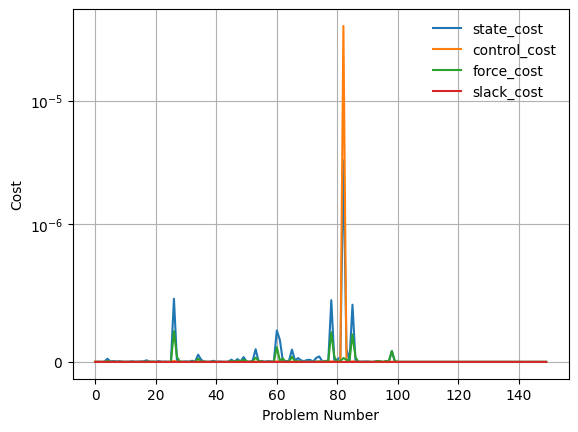 state_cost
control_cost
force_cost
slack_cost
Cost
10⁻⁵
10⁻⁶
0
0 20 40 60 80 100 120 140
Problem Number